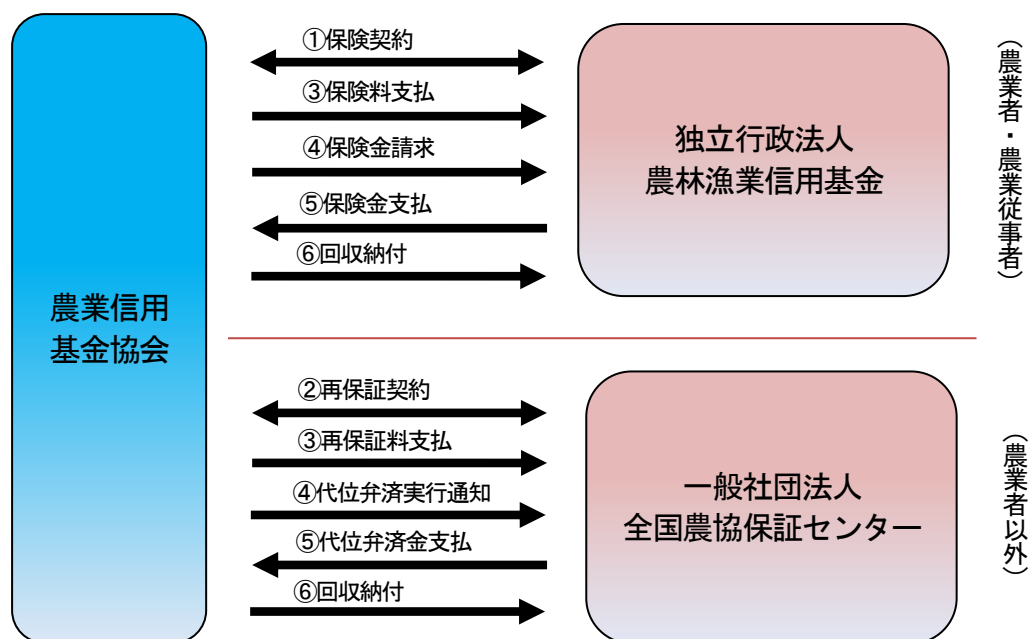 農業信用
基金協会
①保険契約
③保険料支払
④保険金請求
⑤保険金支払
⑥回収納付
独立行政法人
農林漁業信用基金
（農業者・農業従事者）
②再保証契約
③再保証料支払
④代位弁済実行通知
⑤代位弁済金支払
⑥回収納付
一般社団法人
全国農協保証センター
（農業者以外）